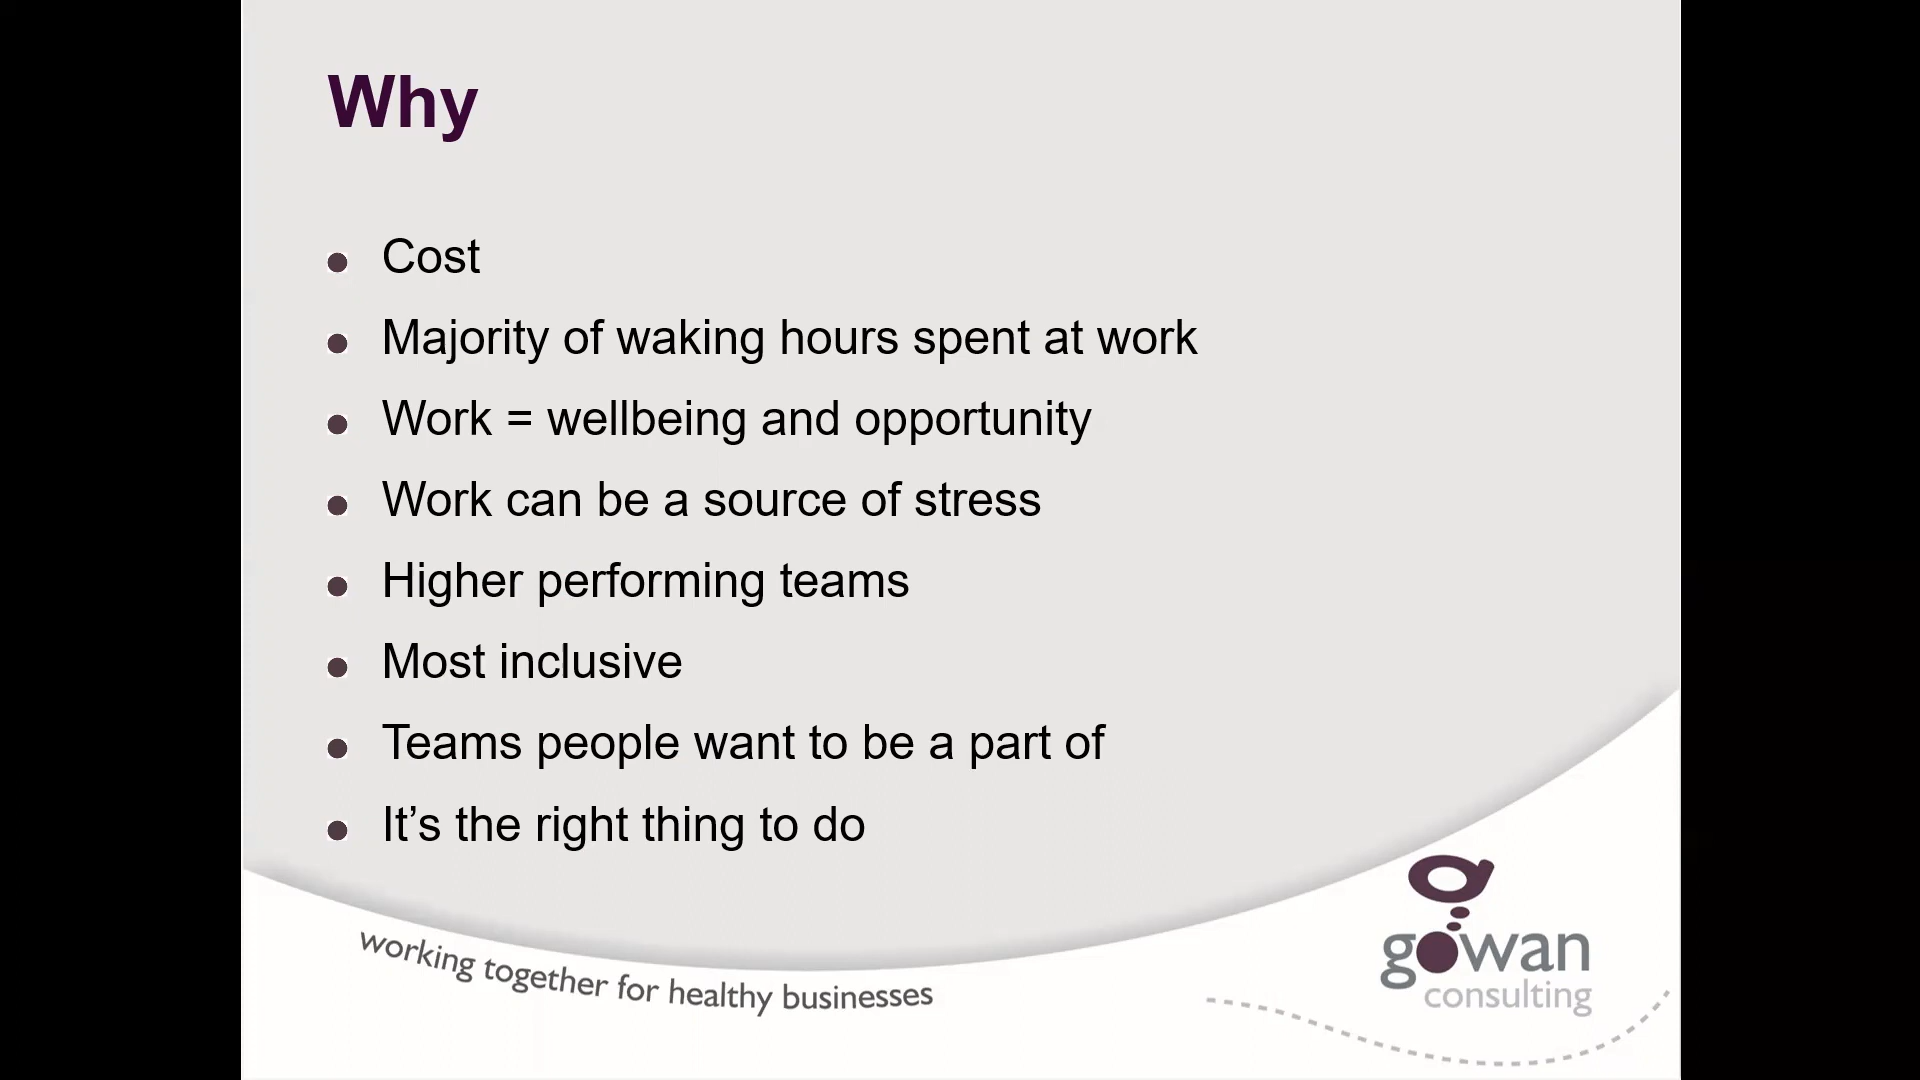 Why
Cost
Majority of waking hours spent at work
Work = wellbeing and opportunity
Work can be a source of stress
Higher performing teams
Most inclusive
Teams people want to be a part of
It’s the right thing to do
working together for healthy businesses
gowan
consulting